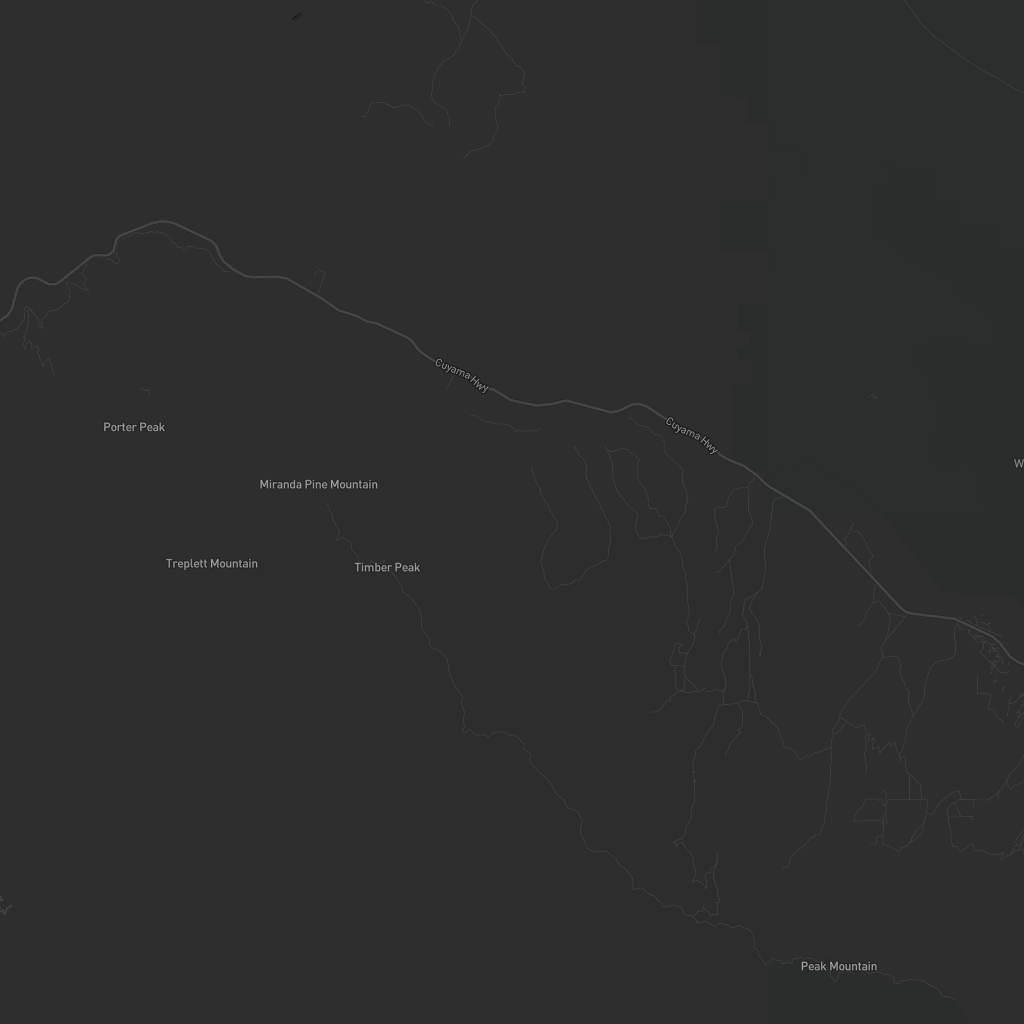 Cuyama Hwy
Cuyama Hwy
Porter Peak
W
Miranda Pine Mountain
Treplett Mountain
Timber Peak
Peak Mountain